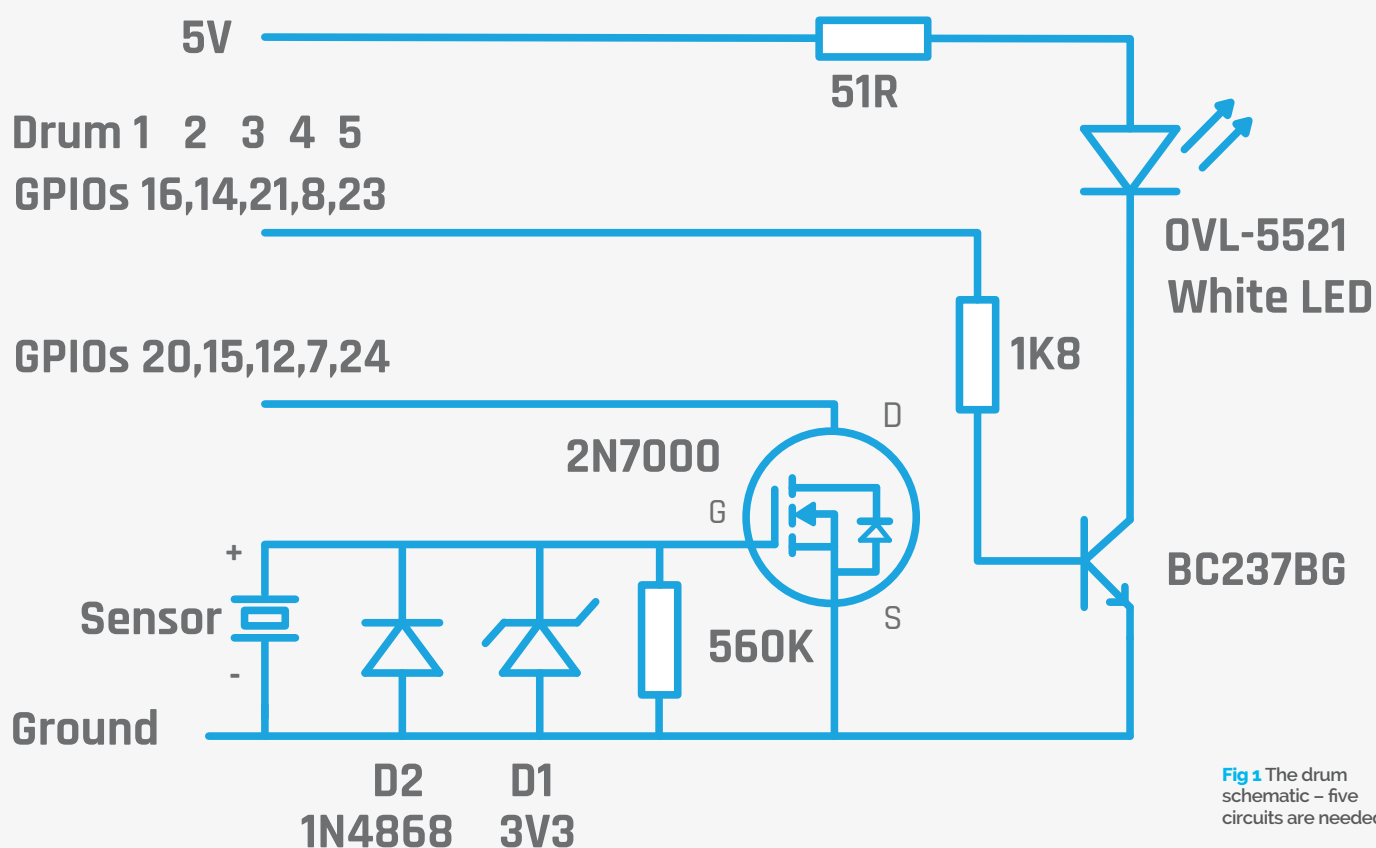 5V
51R
Drum 1 2 3 4 5
GPIOs 16,14,21,8,23
OVL-5521
White LED
1K8
GPIOs 20,15,12,7,24
D
2N7000
G
+
BC237BG
Sensor
S
560K
-
Ground
D2
1N4868
D1
3V3
Fig 1 The drum
schematic – five
circuits are needed